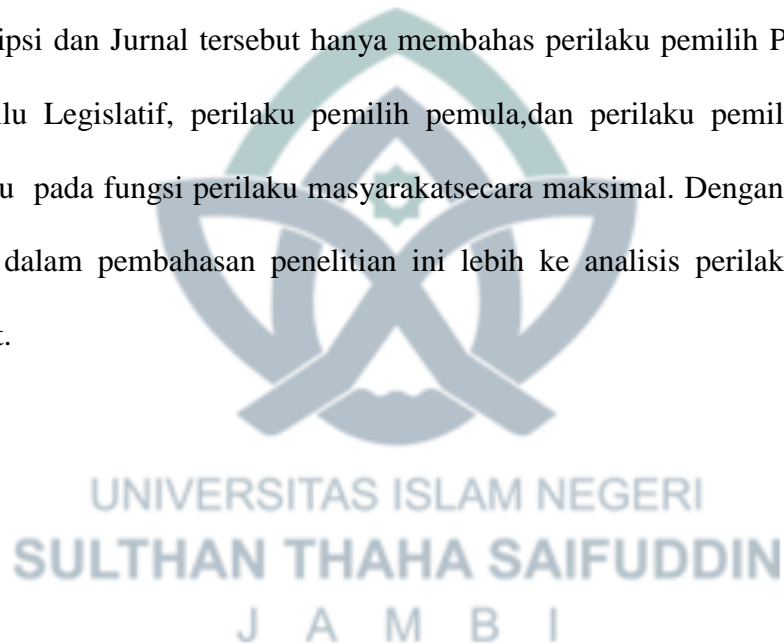 ipsi dan Jurnal tersebut hanya membahas perilaku pemilih P
lu Legislatif, perilaku pemilih pemula,dan perilaku pemil
u pada fungsi perilaku masyarakatsecara maksimal. Dengan
dalam pembahasan penelitian ini lebih ke analisis perilak
t.
UNIVERSITAS ISLAM NEGERI
SULTHAN THAHA SAIFUDDIN
J A M B I